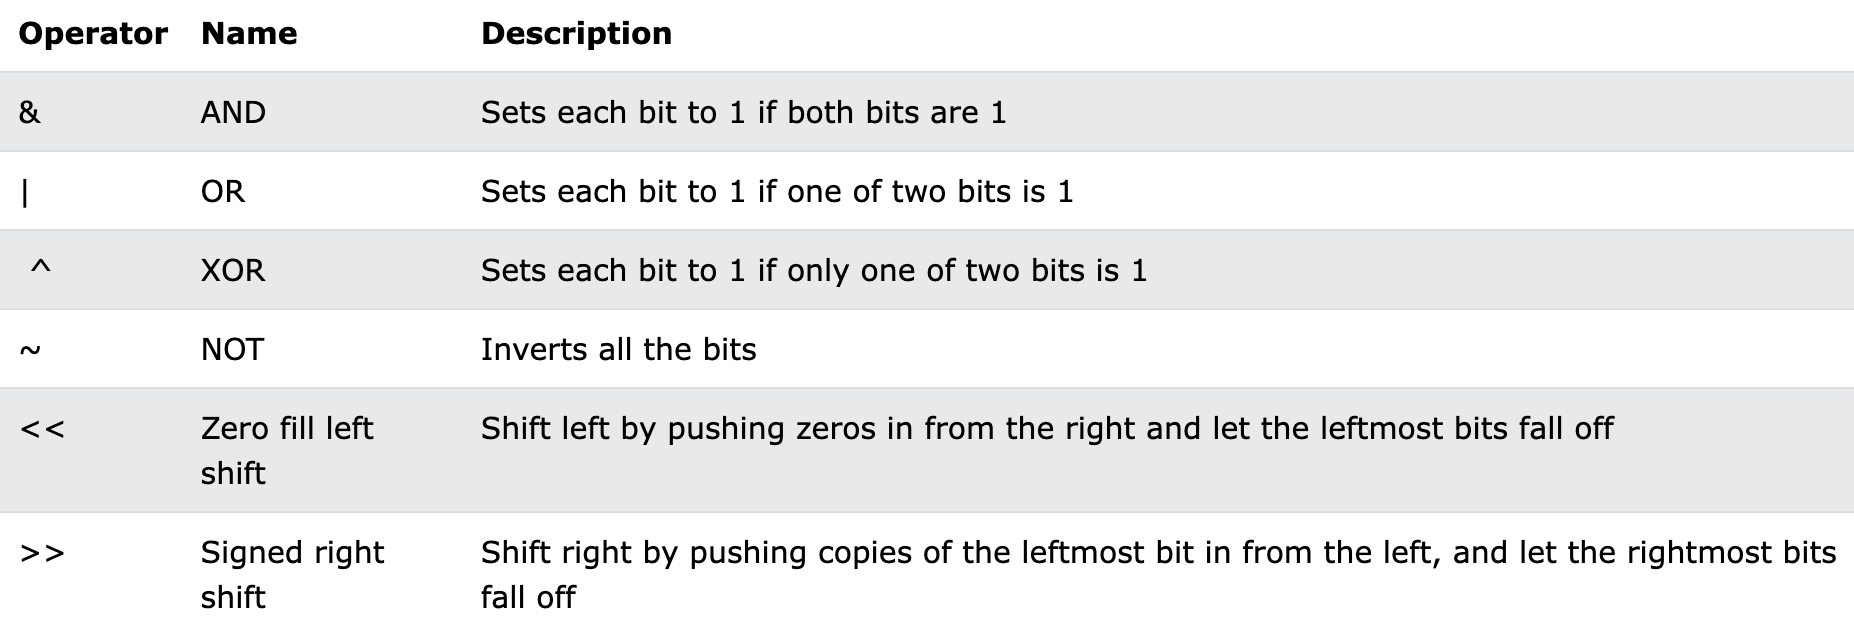 Operator Name Description
& AND Sets each bit to 1 if both bits are 1
| OR Sets each bit to 1 if one of two bits is 1
^ XOR Sets each bit to 1 if only one of two bits is 1
~ NOT Inverts all the bits
<< Zero fill left Shift left by pushing zeros in from the right and let the leftmost bits fall off
shift
>> Signed right Shift right by pushing copies of the leftmost bit in from the left, and let the rightmost bits
shift fall off